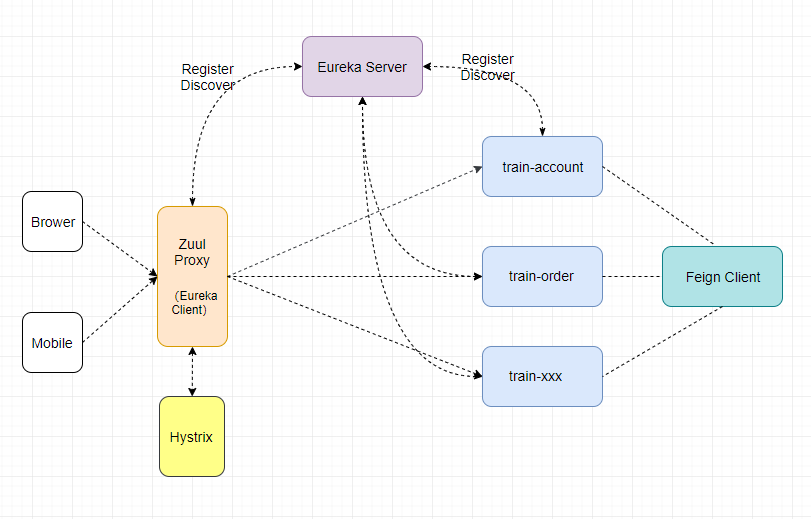 Register
Discover
Eureka Server
Register
Discover
train-account
Brower
Zuul
Proxy
（Eureka
Client）
train-order
Feign Client
Mobile
train-xxx
Hystrix